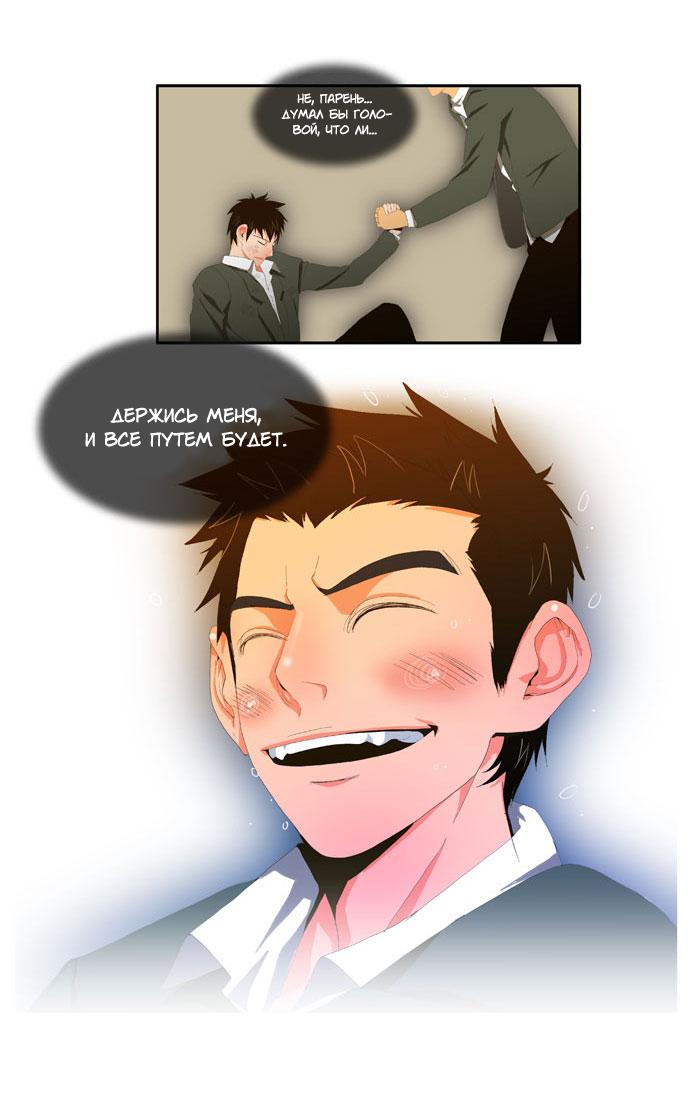 НЕ, ПАРЕНЬ...
ДУМАЛ БЫ ГОЛО-
ВОЙ, ЧТО ЛИ...
ДЕРЖИСЬ МЕНЯ,
И ВСЕ ПУТЕМ БУДЕТ.